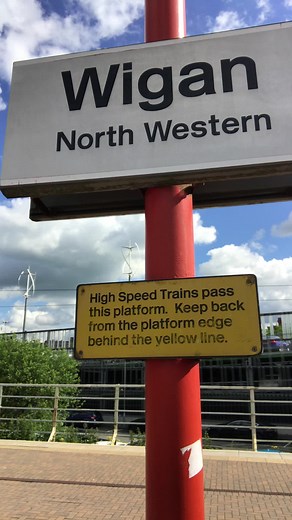 Wigan
North Western
High Speed Trains pass
this platform. Keep back
from the platform edge
behind the yellow line.